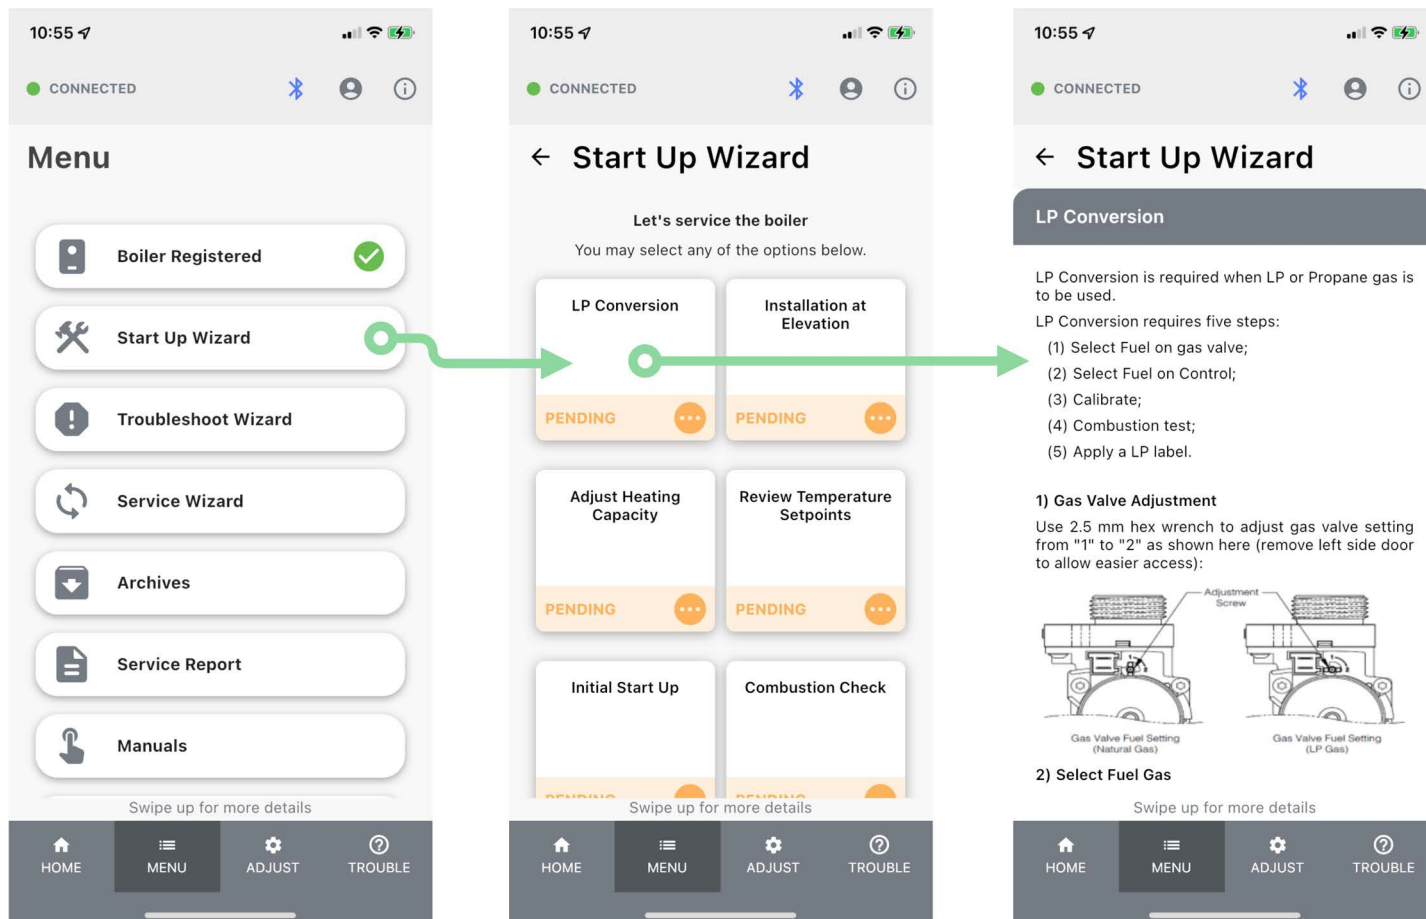 10:55
CONNECTED
Menu
Boiler Registered
Start Up Wizard
Troubleshoot Wizard
Service Wizard
Archives
Service Report
Manuals
Swipe up for more details
HOME
MENU
ADJUST
TROUBLE
10:55
CONNECTED
Start Up Wizard
Let's service the boiler
You may select any of the options below.
LP Conversion
PENDING
Installation at
Elevation
PENDING
Adjust Heating
Capacity
PENDING
Review Temperature
Setpoints
PENDING
Initial Start Up
PENDING
Combustion Check
PENDING
Swipe up for more details
HOME
MENU
ADJUST
TROUBLE
10:55
CONNECTED
Start Up Wizard
LP Conversion
LP Conversion is required when LP or Propane gas is
to be used.
LP Conversion requires five steps:
(1) Select Fuel on gas valve;
(2) Select Fuel on Control;
(3) Calibrate;
(4) Combustion test;
(5) Apply a LP label.
1) Gas Valve Adjustment
Use 2.5 mm hex wrench to adjust gas valve setting
from "1" to "2" as shown here (remove left side door
to allow easier access):
Adjustment
Screw
Gas Valve Fuel Setting
(Natural Gas)
Gas Valve Fuel Setting
(LP Gas)
2) Select Fuel Gas
Swipe up for more details
HOME
MENU
ADJUST
TROUBLE